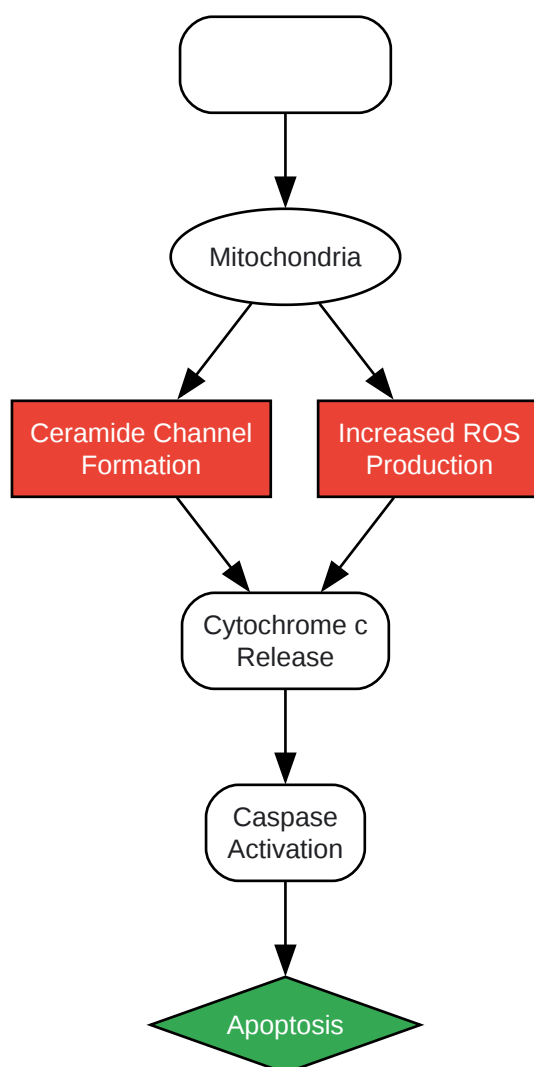 Mitochondria
Ceramide Channel
Formation
Increased ROS
Production
Cytochrome c
Release
Caspase
Activation
Apoptosis